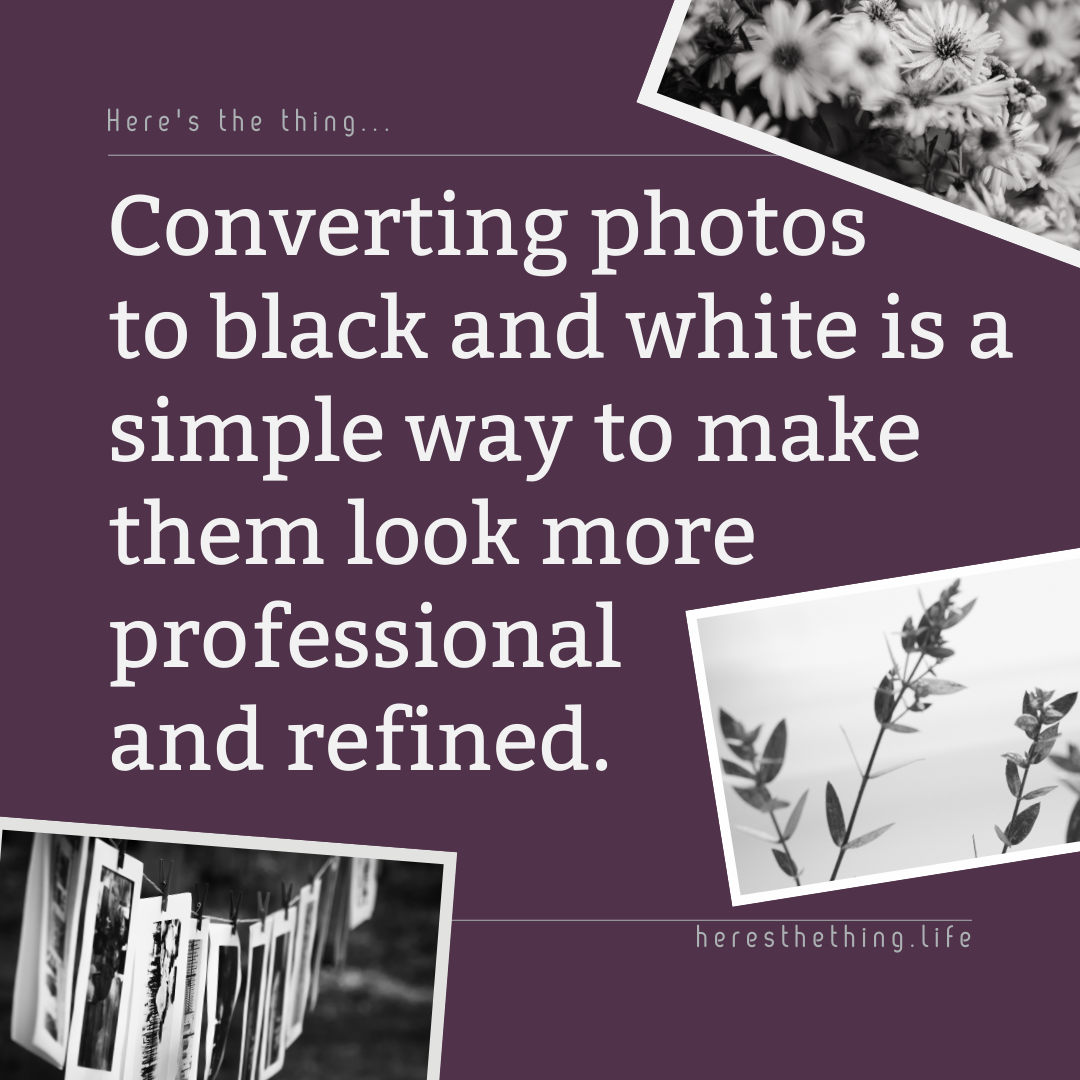 Here's the thing...
Converting photos
to black and white is a
simple way to make
them look more
professional
and refined.
heresthething.life